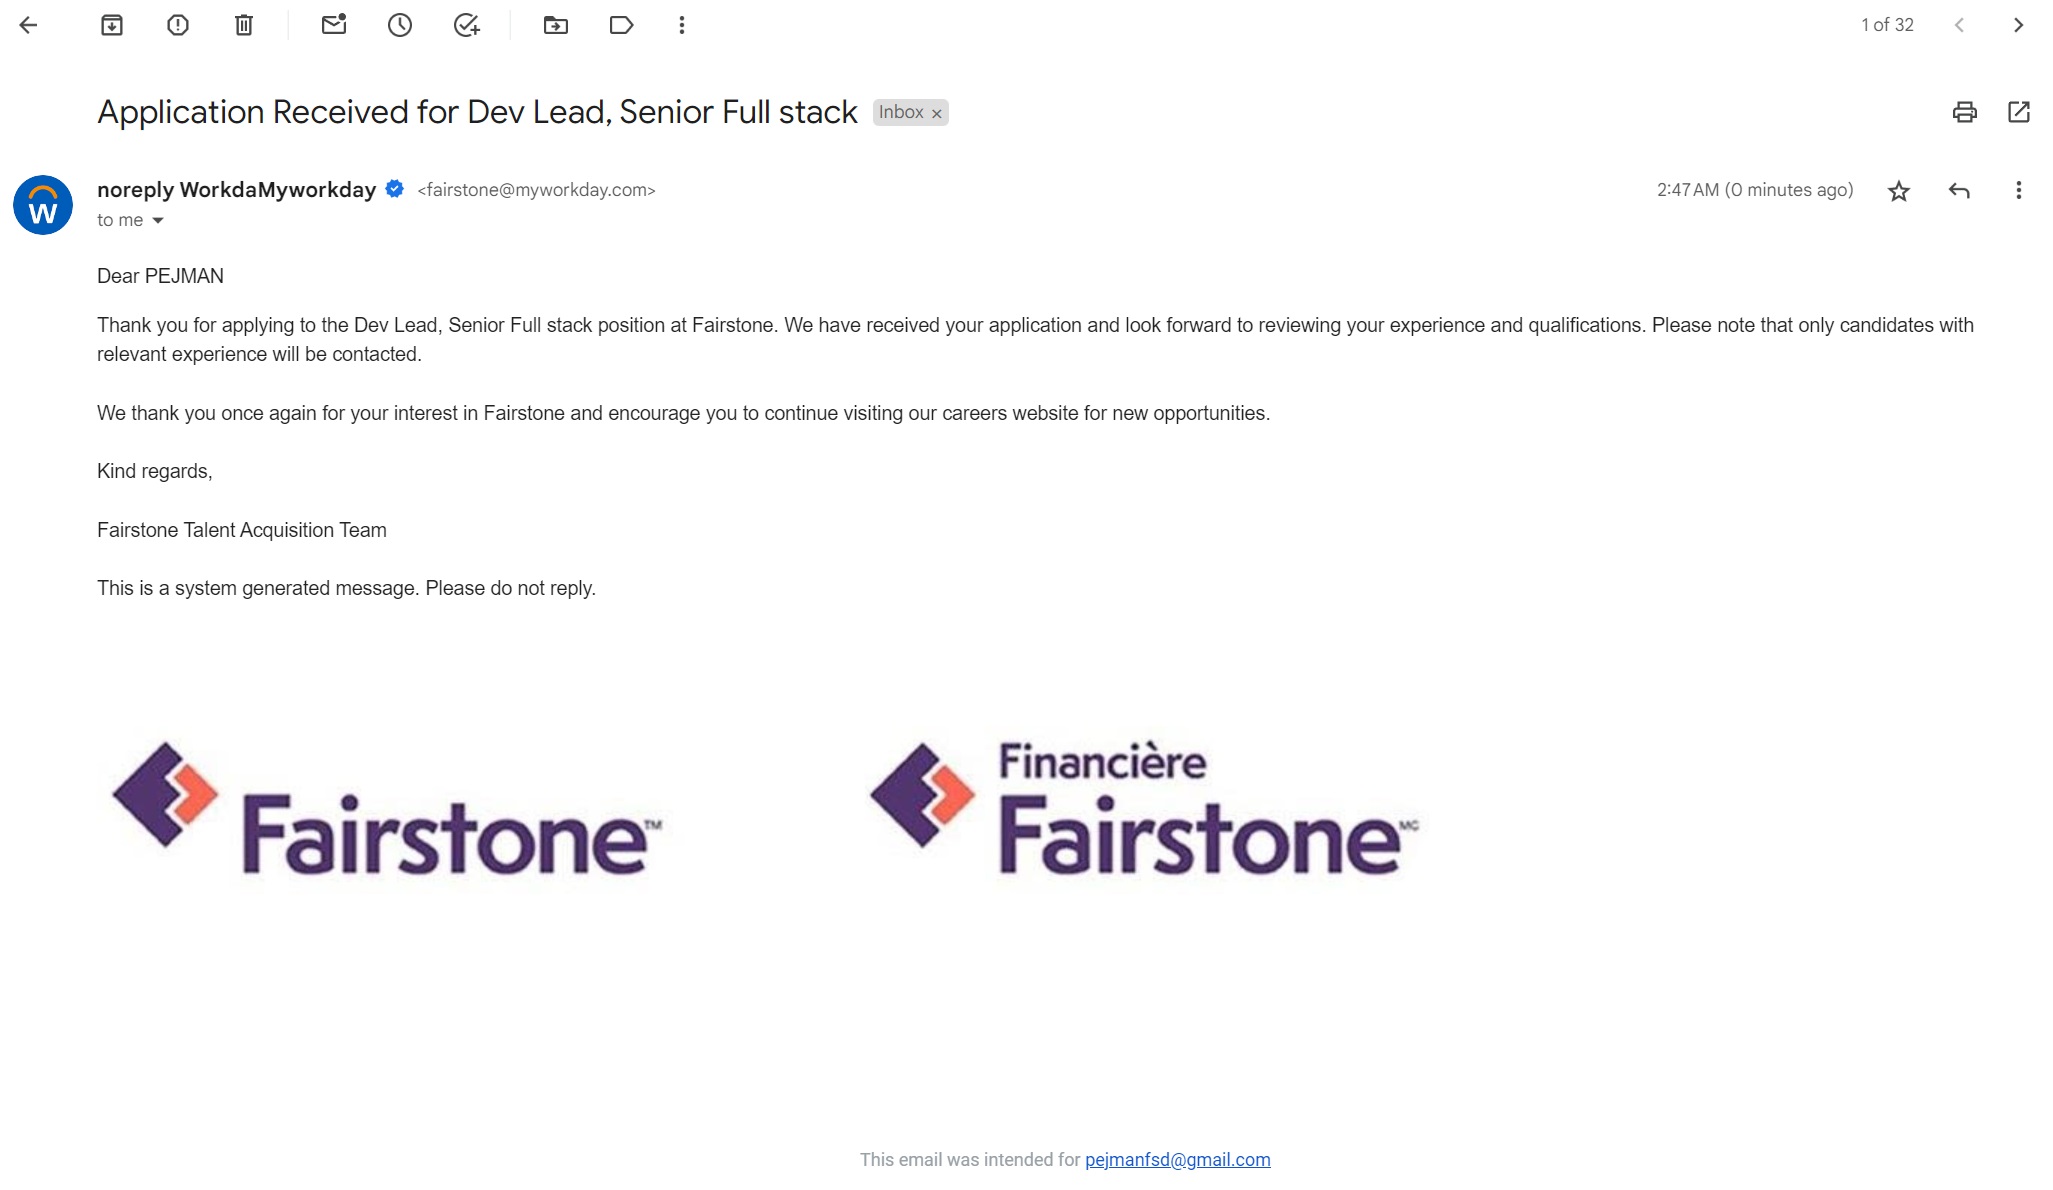 1 of 32
Application Received for Dev Lead, Senior Full stack Inbox ×
noreply WorkdaMyworkday <fairstone@myworkday.com> 2:47 AM (0 minutes ago)
to me
Dear PEJMAN
Thank you for applying to the Dev Lead, Senior Full stack position at Fairstone. We have received your application and look forward to reviewing your experience and qualifications. Please note that only candidates with
relevant experience will be contacted.
We thank you once again for your interest in Fairstone and encourage you to continue visiting our careers website for new opportunities.
Kind regards,
Fairstone Talent Acquisition Team
This is a system generated message. Please do not reply.
Fairstone™
Financière
Fairstone MC
This email was intended for pejmanfsd@gmail.com